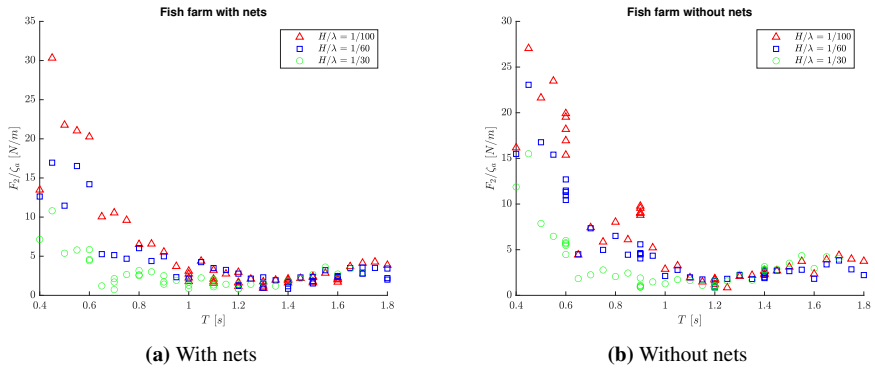 Fish farm with nets
35
30
25
20
15
10
5
0
F₂/ζₐ [N/m]
0.4 0.6 0.8 1 1.2 1.4 1.6 1.8
T [s]
H/λ = 1/100
H/λ = 1/60
H/λ = 1/30
(a) With nets
Fish farm without nets
30
25
20
15
10
5
0
F₂/ζₐ [N/m]
0.4 0.6 0.8 1 1.2 1.4 1.6 1.8
T [s]
H/λ = 1/100
H/λ = 1/60
H/λ = 1/30
(b) Without nets